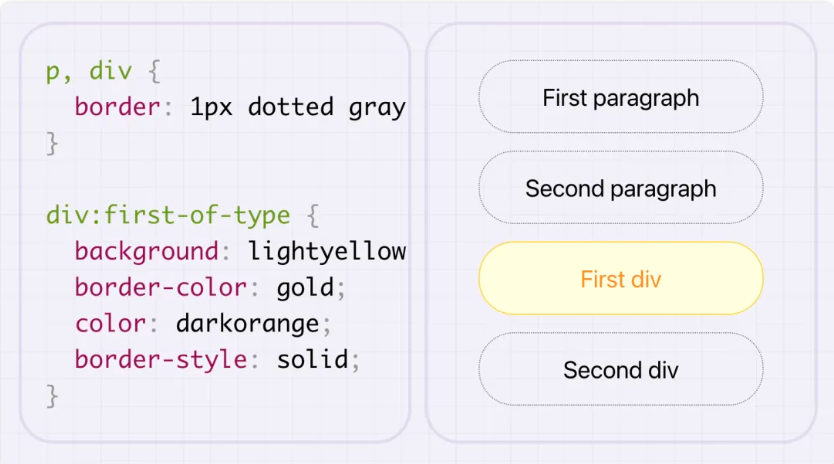 p, div {
  border: 1px dotted gray
}

div:first-of-type {
  background: lightyellow
  border-color: gold;
  color: darkorange;
  border-style: solid;
}
First paragraph
Second paragraph
First div
Second div